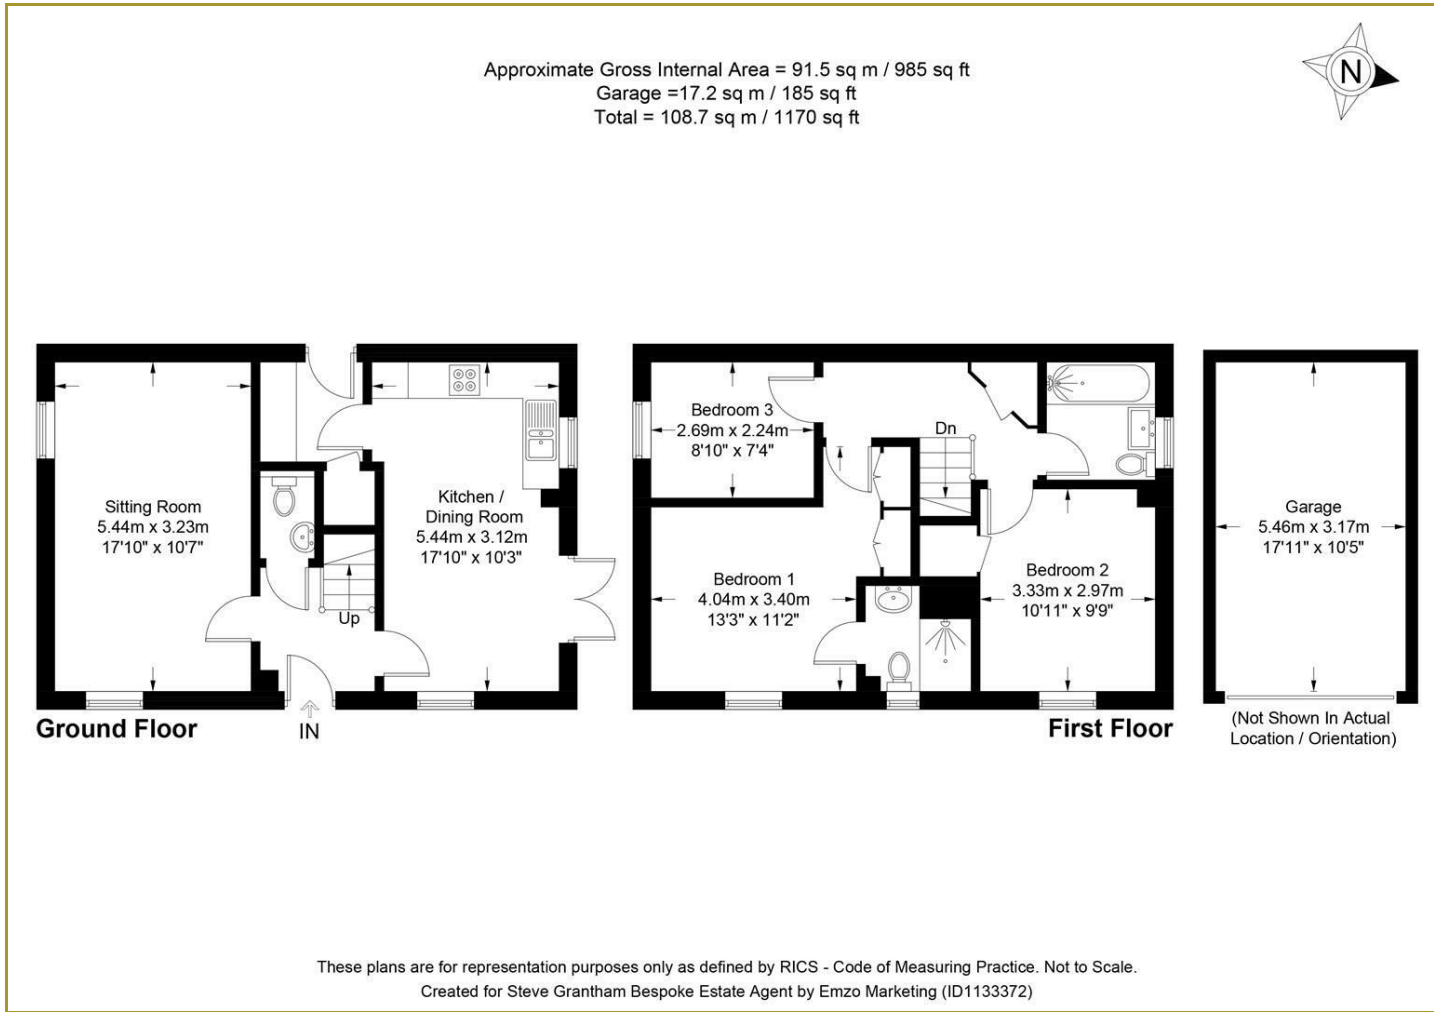 Approximate Gross Internal Area = 91.5 sq m / 985 sq ft
Garage =17.2 sq m / 185 sq ft
Total = 108.7 sq m / 1170 sq ft
N
Sitting Room
5.44m x 3.23m
17'10" x 10'7"
Kitchen /
Dining Room
5.44m x 3.12m
17'10" x 10'3"
Up
Ground Floor
IN
Bedroom 3
2.69m x 2.24m
8'10" x 7'4"
Dn
Bedroom 1
4.04m x 3.40m
13'3" x 11'2"
Bedroom 2
3.33m x 2.97m
10'11" x 9'9"
First Floor
Garage
5.46m x 3.17m
17'11" x 10'5"
(Not Shown In Actual
Location / Orientation)
These plans are for representation purposes only as defined by RICS - Code of Measuring Practice. Not to Scale.
Created for Steve Grantham Bespoke Estate Agent by Emzo Marketing (ID1133372)